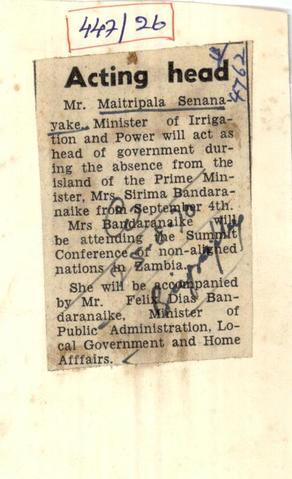 447/26
Acting head
Mr. Maitripala Senana-
yake, Minister of Irriga-
tion and Power will act as
head of government dur-
ing the absence from the
island of the Prime Min-
ister, Mrs. Sirima Bandara-
naike from September 4th.
Mrs Bandaranaike will
be attending the Summit
Conference of non-aligned
nations in Zambia.
She will be accompanied
by Mr. Felix Dias Ban-
daranaike, Minister of
Public Administration, Lo-
cal Government and Home
Afffairs.